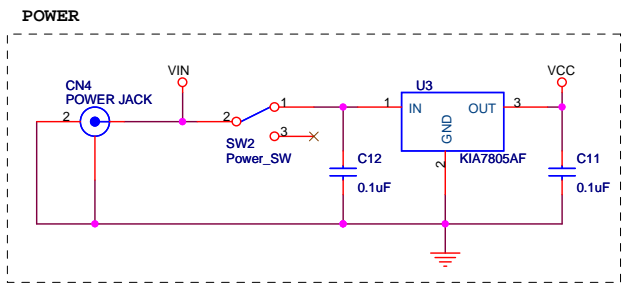 POWER
CN4
POWER JACK
2
VIN
2
1
3
SW2
Power_SW
C12
0.1uF
U3
1
IN
OUT
3
GND
2
KIA7805AF
VCC
C11
0.1uF